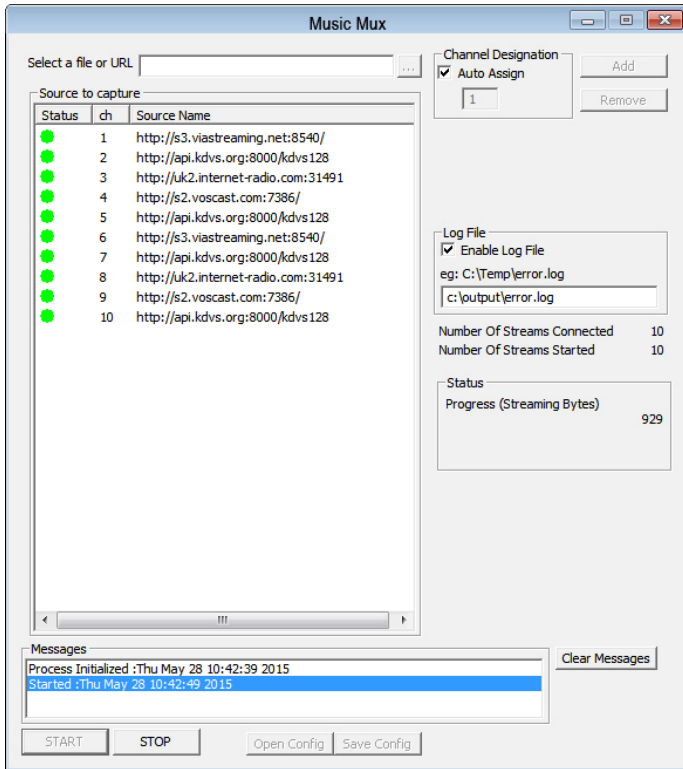 Music Mux
Select a file or URL
...
Channel Designation
Auto Assign
1
Add
Remove
Source to capture
Status ch Source Name
1 http://s3.viastreaming.net:8540/
2 http://api.kdvs.org:8000/kdvs128
3 http://uk2.internet-radio.com:31491
4 http://s2.voscast.com:7386/
5 http://api.kdvs.org:8000/kdvs128
6 http://s3.viastreaming.net:8540/
7 http://api.kdvs.org:8000/kdvs128
8 http://uk2.internet-radio.com:31491
9 http://s2.voscast.com:7386/
10 http://api.kdvs.org:8000/kdvs128
Log File
Enable Log File
eg: C:\Temp\error.log
c:\output\error.log
Number Of Streams Connected 10
Number Of Streams Started 10
Status
Progress (Streaming Bytes)
929
Messages
Process Initialized :Thu May 28 10:42:39 2015
Started :Thu May 28 10:42:49 2015
Clear Messages
START STOP Open Config Save Config